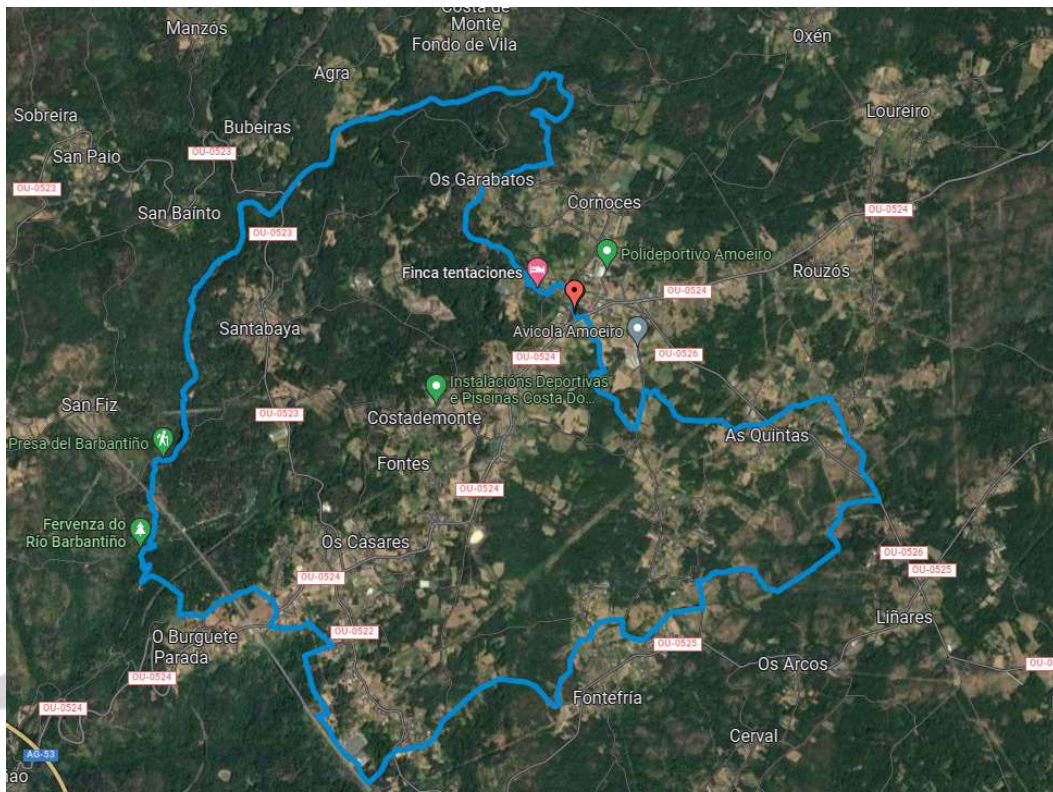 Costa de
Monte
Manzós
Fondo de Vila
Oxén
Agra
Loureiro
Sobreira
Bubeiras
San Paio
OU-0523
OU-0523
Os Garabatos
San Bainto
Cornoces
OU-0524
OU-0523
Polideportivo Amoeiro
Finca tentaciones
Rouzós
OU-0524
Santabaya
Avicola Amoeiro
OU-0524
OU-0526
Instalacións Deportivas
e Piscinas Costa Do...
San Fiz
OU-0523
Costademonte
Presa del Barbantiño
As Quintas
Fontes
OU-0524
Fervenza do
Río Barbantiño
Os Casares
OU-0526
OU-0524
OU-0525
Liñares
O Burguete
OU-0522
OU-0525
Parada
Os Arcos
OU-0524
Fontefría
OU-0524
Cerval
AG-53